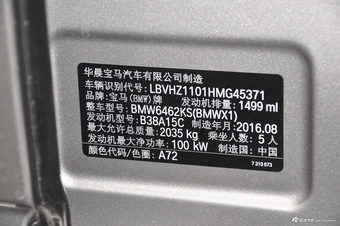 华晨宝马汽车有限公司制造
车辆识别代号: LBVHZ1101HMG45371
品牌: 宝马(BMW)牌 发动机排量: 1499 ml
整车型号: BMW6462KS(BMWX1)
发动机型号: B38A15C 制造年月: 2016.08
最大允许总质量: 2035 kg 乘坐人数: 5 人
发动机最大净功率: 100 kW 制造国: 中国
颜色代码/色圈: A72
7 310 673